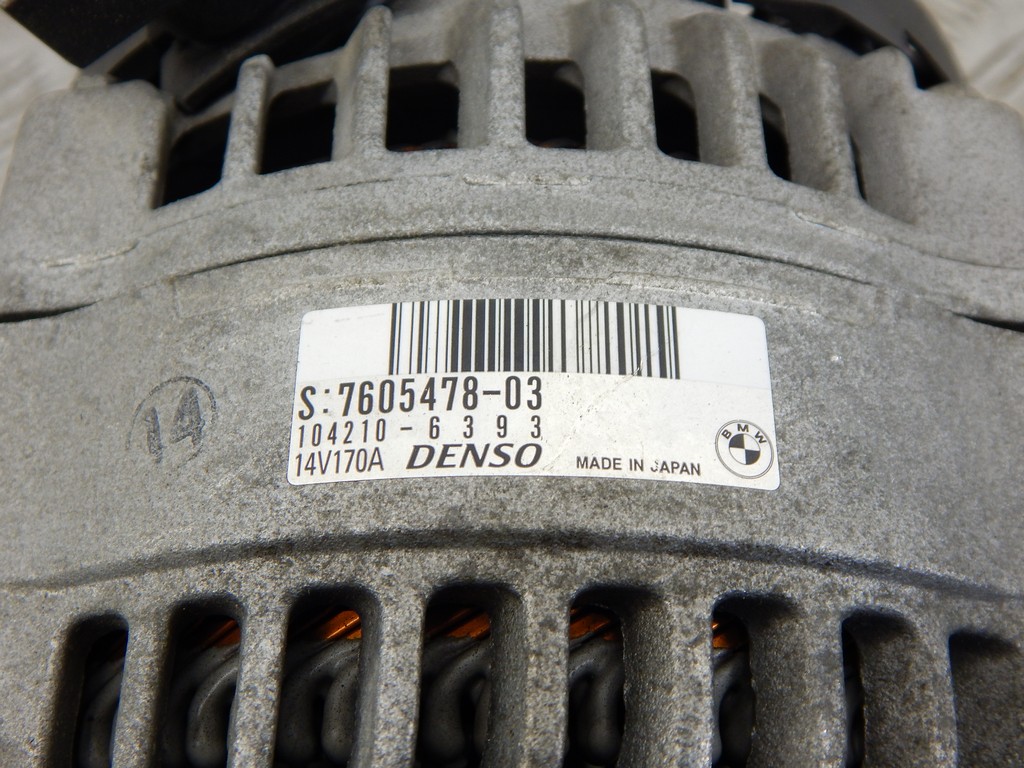 S:7605478-03
104210-6393
14V170A DENSO MADE IN JAPAN
BMW
14